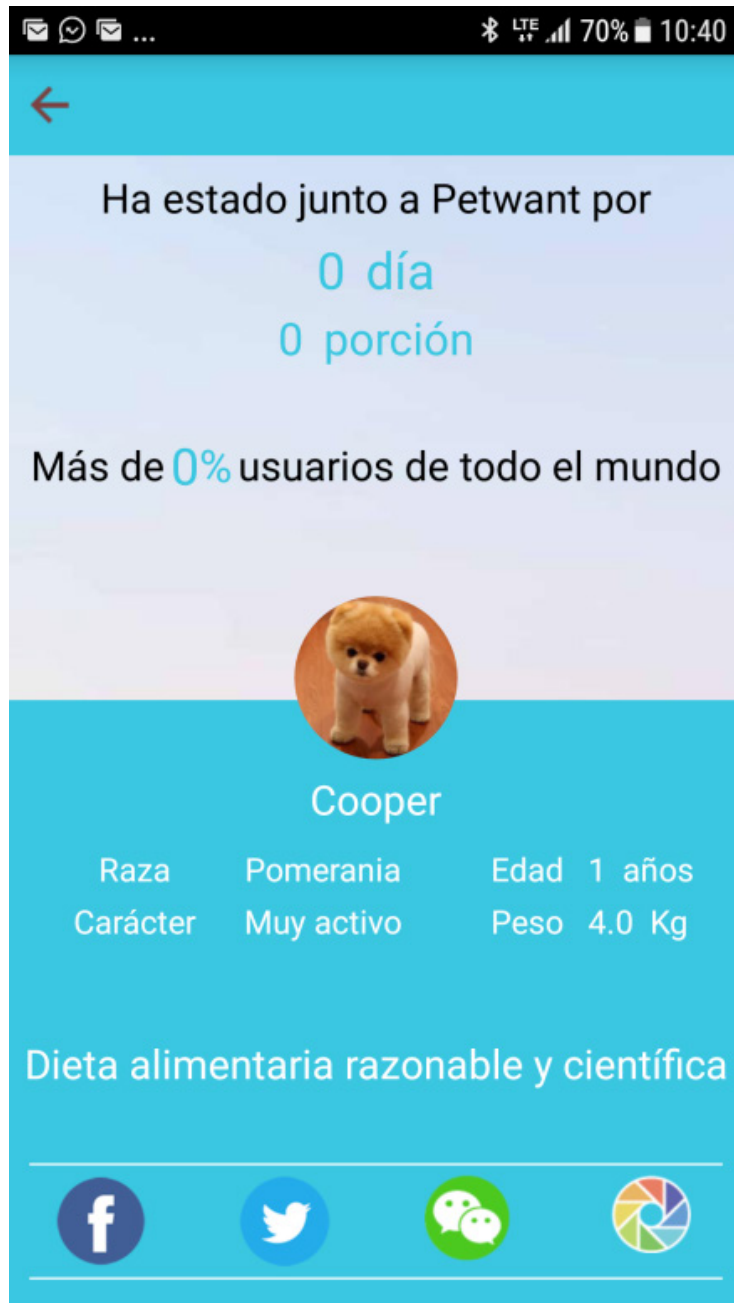 ... LTE 70% 10:40
Ha estado junto a Petwant por
0 día
0 porción
Más de 0% usuarios de todo el mundo
Cooper
Raza Pomerania Edad 1 años
Carácter Muy activo Peso 4.0 Kg
Dieta alimentaria razonable y científica